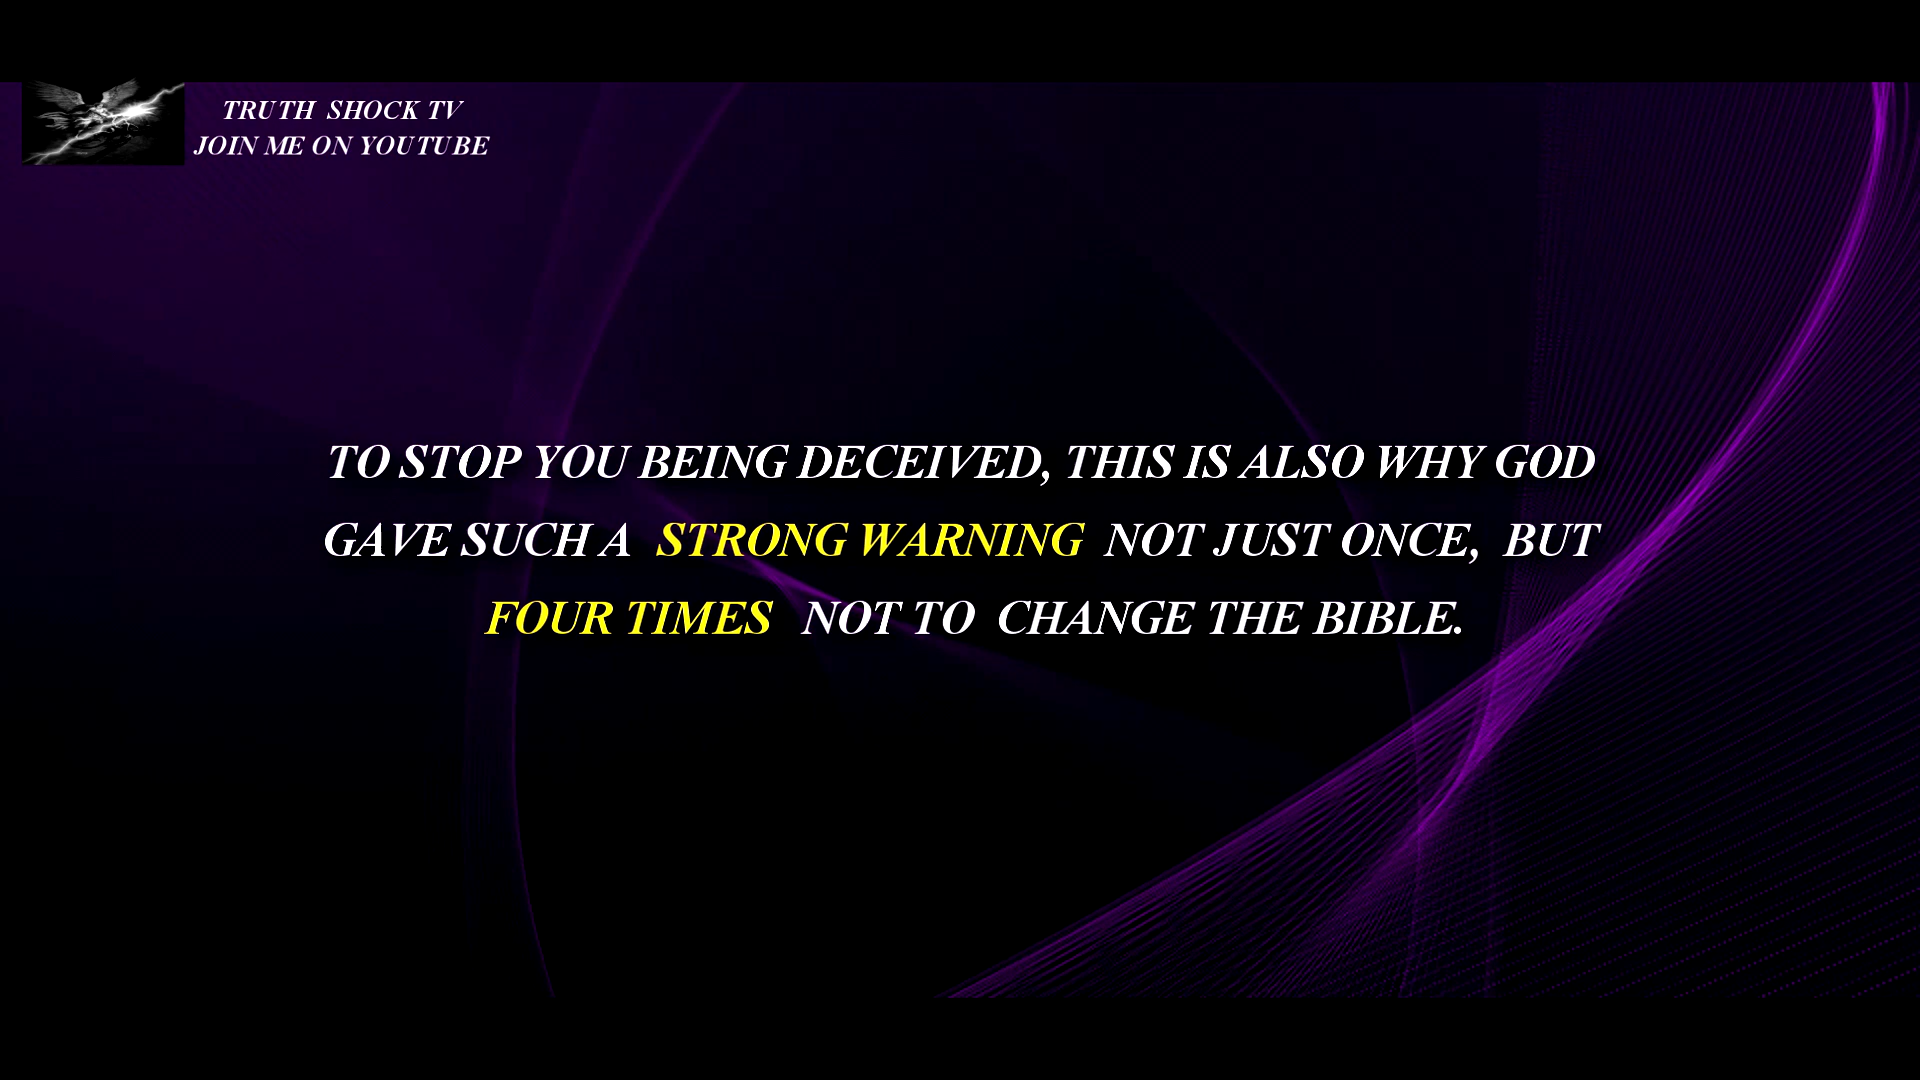 TRUTH SHOCK TV
JOIN ME ON YOUTUBE
TO STOP YOU BEING DECEIVED, THIS IS ALSO WHY GOD
GAVE SUCH A STRONG WARNING NOT JUST ONCE, BUT
FOUR TIMES NOT TO CHANGE THE BIBLE.